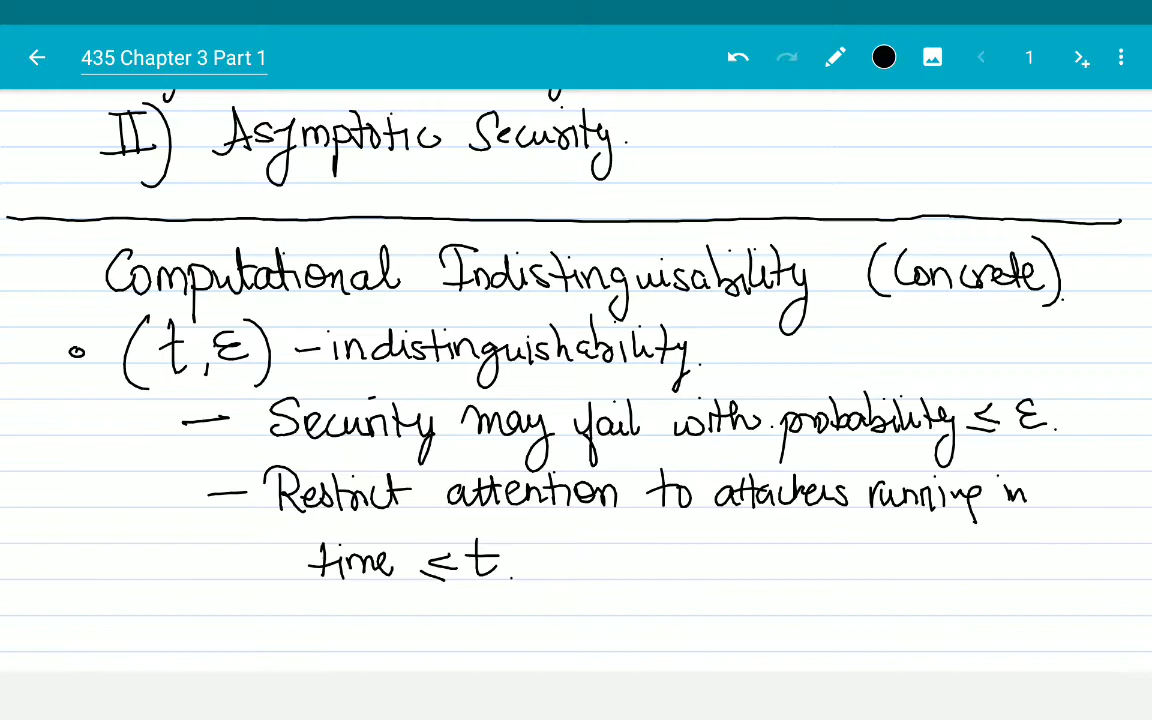 435 Chapter 3 Part 1
1
II) Asymptotic Security.
Computational Indistinguisability (Concrete).
• (t, ε) - indistinguishability.
— Security may fail with probability ≤ ε.
— Restrict attention to attackers running in
time ≤ t.